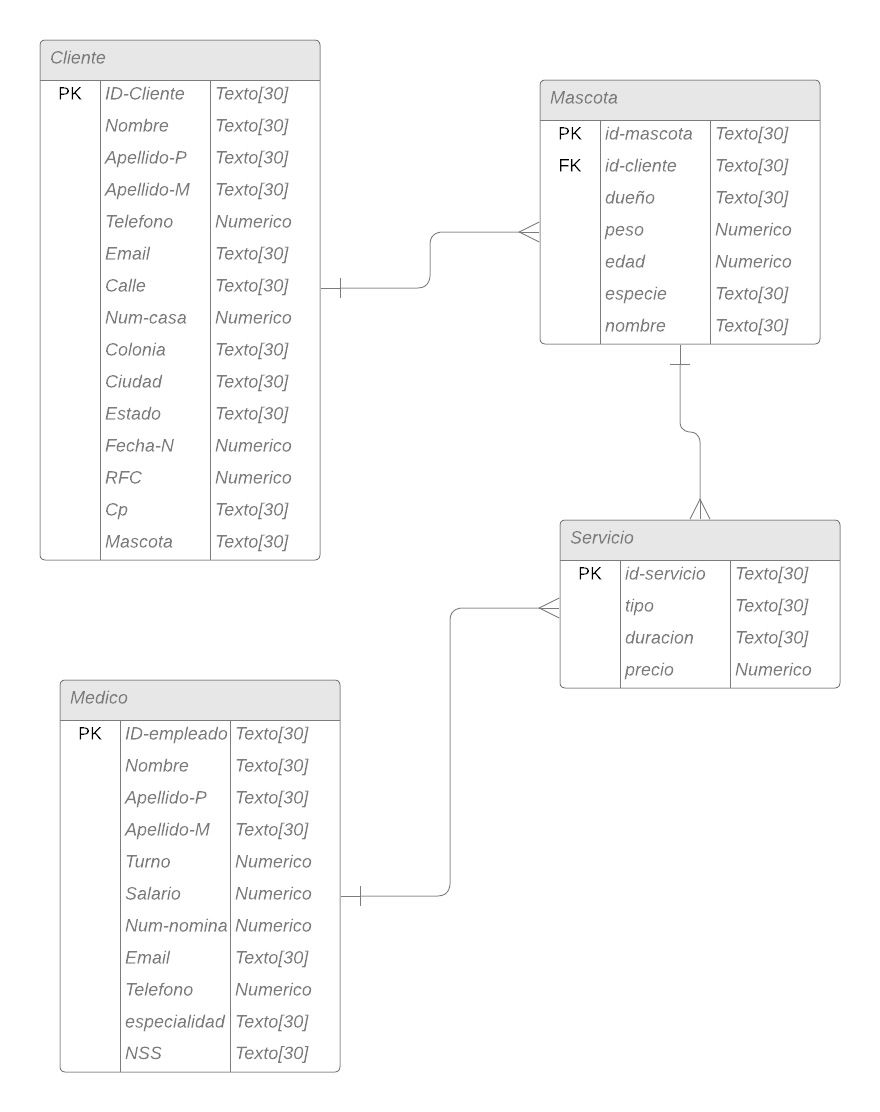 Cliente
PK ID-Cliente Texto[30]
Nombre Texto[30]
Apellido-P Texto[30]
Apellido-M Texto[30]
Telefono Numerico
Email Texto[30]
Calle Texto[30]
Num-casa Numerico
Colonia Texto[30]
Ciudad Texto[30]
Estado Texto[30]
Fecha-N Numerico
RFC Numerico
Cp Texto[30]
Mascota Texto[30]
Mascota
PK id-mascota Texto[30]
FK id-cliente Texto[30]
dueño Texto[30]
peso Numerico
edad Numerico
especie Texto[30]
nombre Texto[30]
Servicio
PK id-servicio Texto[30]
tipo Texto[30]
duracion Texto[30]
precio Numerico
Medico
PK ID-empleado Texto[30]
Nombre Texto[30]
Apellido-P Texto[30]
Apellido-M Texto[30]
Turno Numerico
Salario Numerico
Num-nomina Numerico
Email Texto[30]
Telefono Numerico
especialidad Texto[30]
NSS Texto[30]